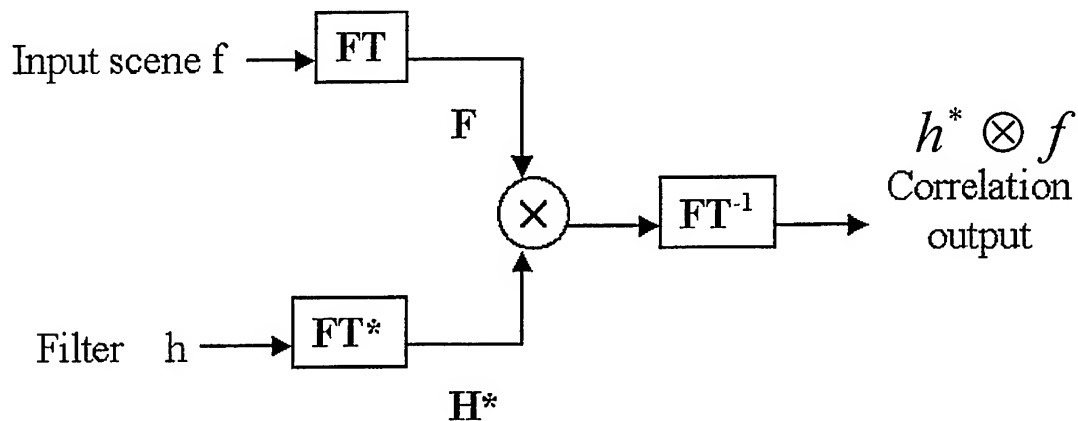 Input scene f
FT
F
h* ⊗ f
Correlation
output
×
FT⁻¹
Filter h
FT*
H*